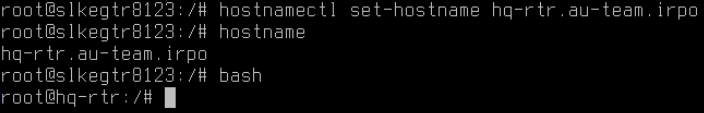 root@slkegtr8123:/# hostnamectl set-hostname hq-rtr.au-team.irpo
root@slkegtr8123:/# hostname
hq-rtr.au-team.irpo
root@slkegtr8123:/# bash
root@hq-rtr:/#